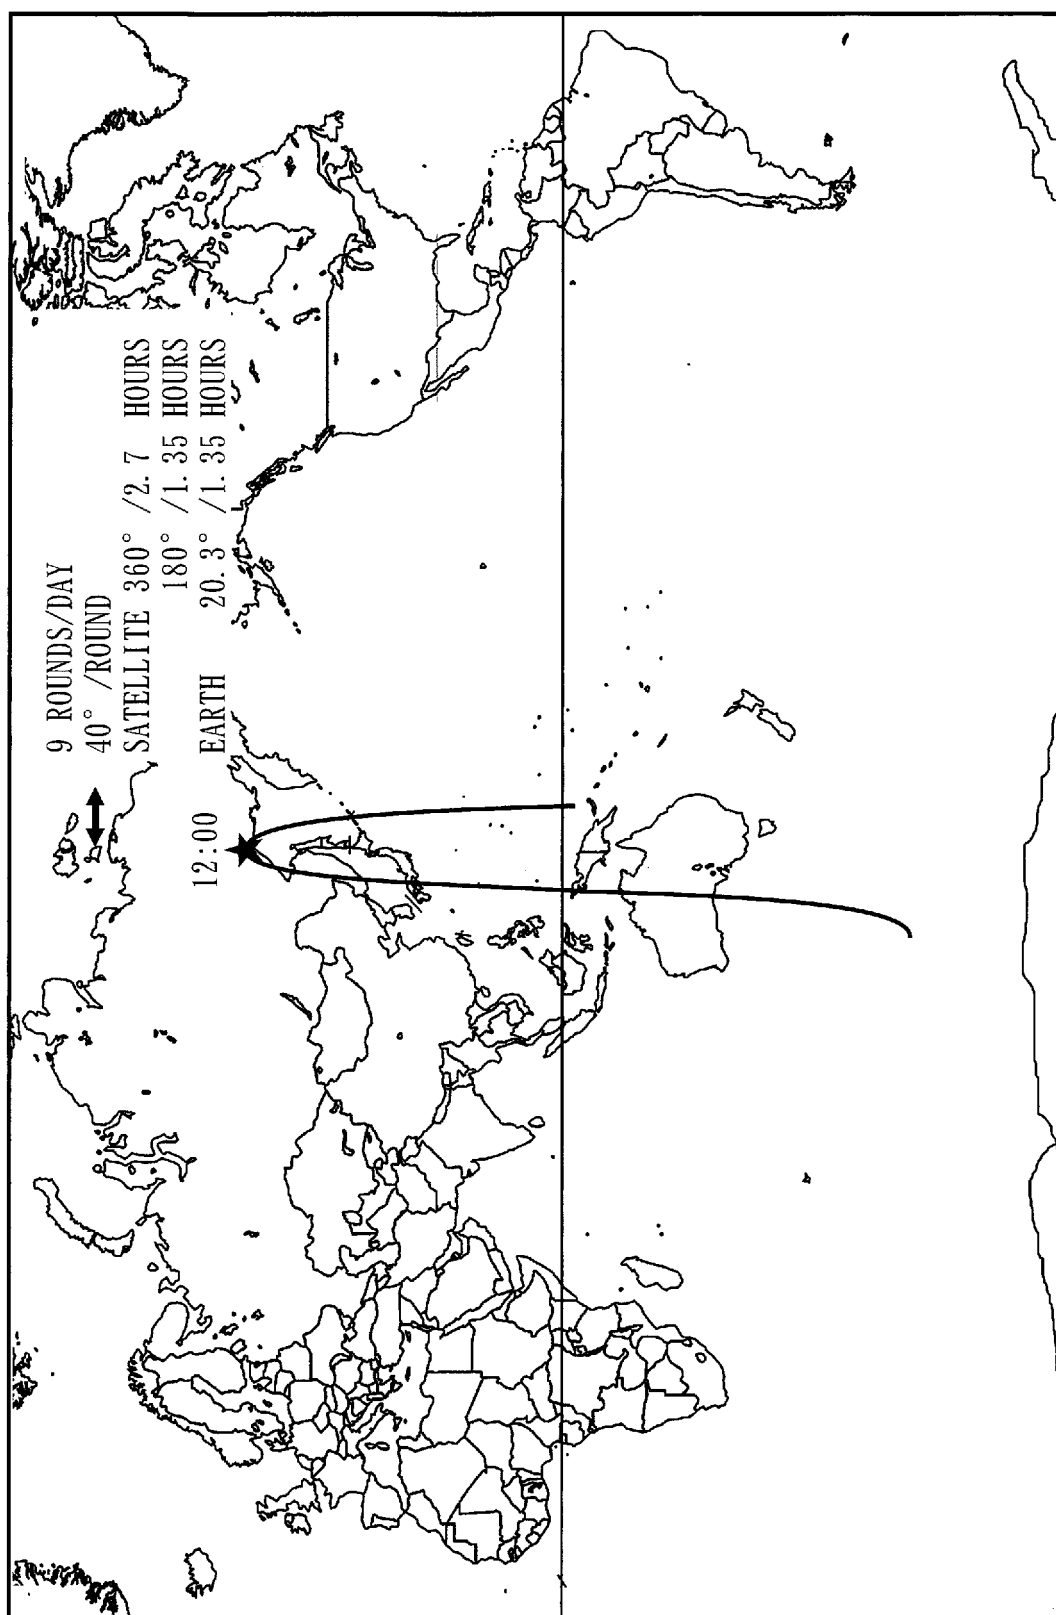 9 ROUNDS/DAY
40° /ROUND
SATELLITE 360° /2.7 HOURS
180° /1.35 HOURS
EARTH 20.3° /1.35 HOURS
12:00